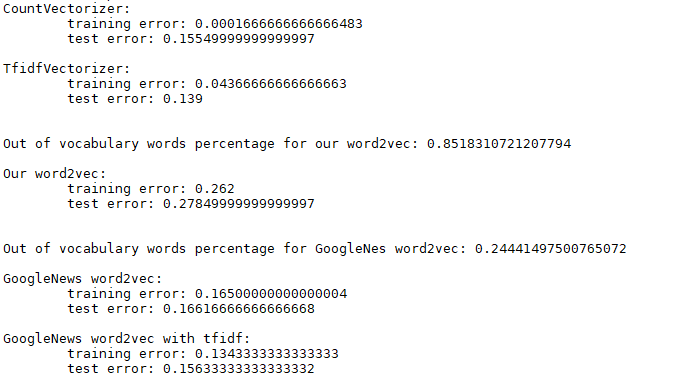 CountVectorizer:
training error: 0.0001666666666666483
test error: 0.15549999999999997
TfidfVectorizer:
training error: 0.04366666666666663
test error: 0.139
Out of vocabulary words percentage for our word2vec: 0.8518310721207794
Our word2vec:
training error: 0.262
test error: 0.27849999999999997
Out of vocabulary words percentage for GoogleNes word2vec: 0.24441497500765072
GoogleNews word2vec:
training error: 0.16500000000000004
test error: 0.16616666666666668
GoogleNews word2vec with tfidf:
training error: 0.1343333333333333
test error: 0.15633333333333332